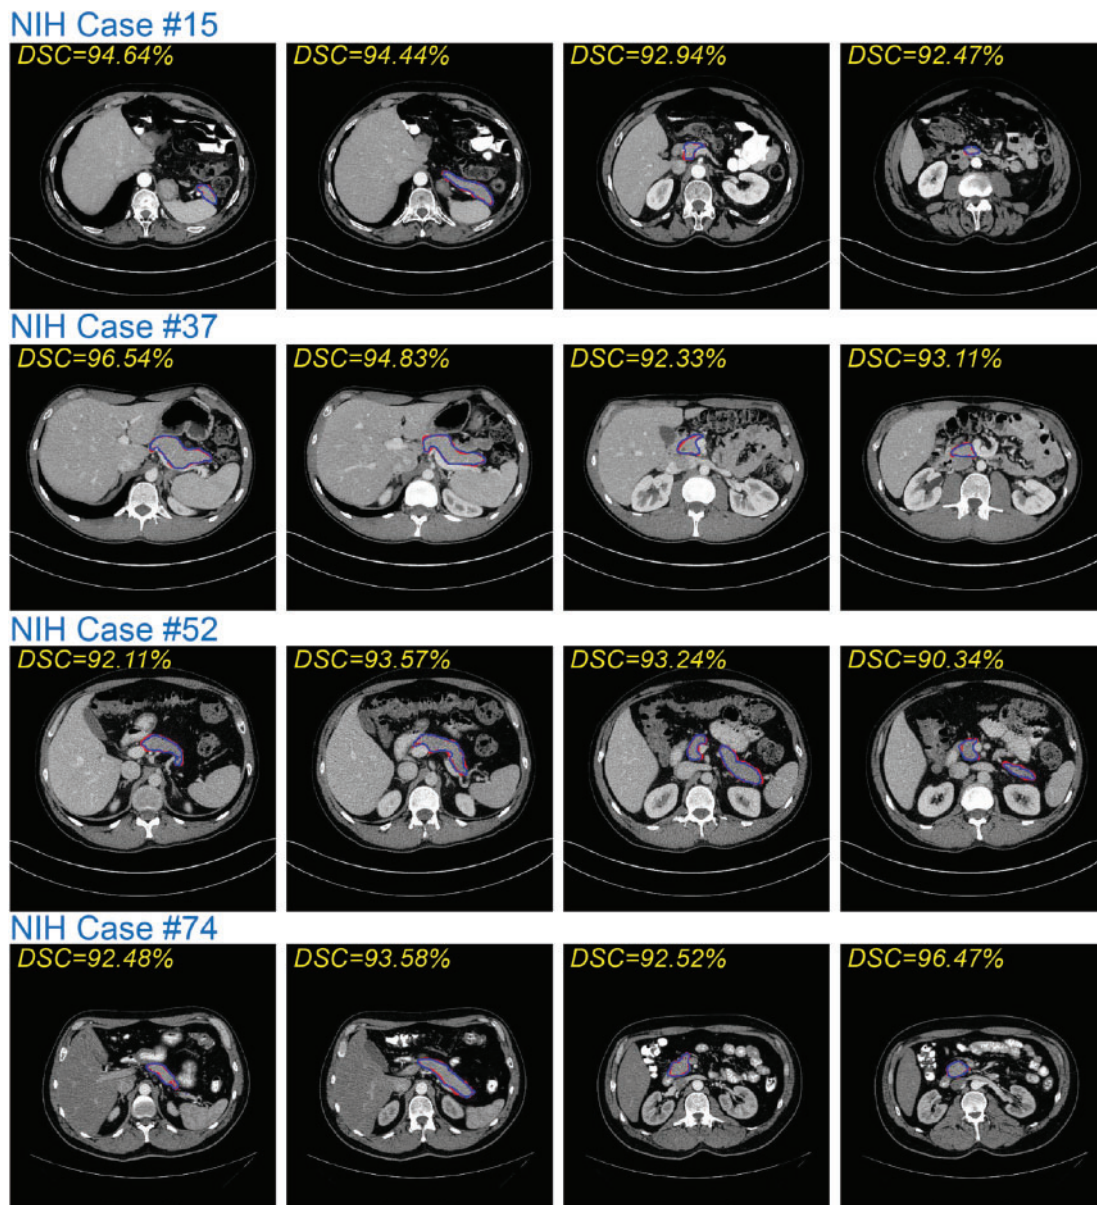 NIH Case #15
DSC=94.64% DSC=94.44% DSC=92.94% DSC=92.47%
NIH Case #37
DSC=96.54% DSC=94.83% DSC=92.33% DSC=93.11%
NIH Case #52
DSC=92.11% DSC=93.57% DSC=93.24% DSC=90.34%
NIH Case #74
DSC=92.48% DSC=93.58% DSC=92.52% DSC=96.47%